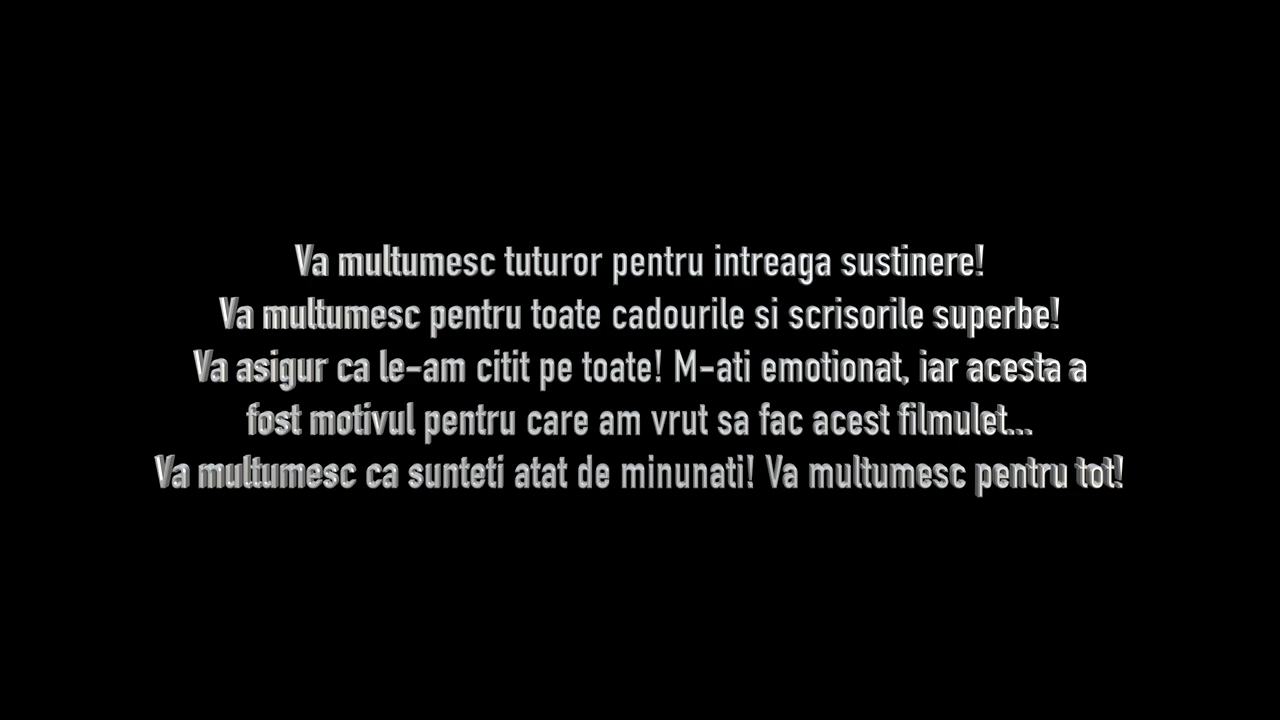 Va multumesc tuturor pentru intreaga sustinere!
Va multumesc pentru toate cadourile si scrisorile superbe!
Va asigur ca le-am citit pe toate! M-ati emotionat, iar acesta a
fost motivul pentru care am vrut sa fac acest filmulet...
Va multumesc ca sunteti atat de minunati! Va multumesc pentru tot!